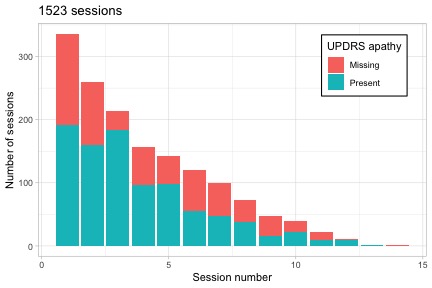 1523 sessions
UPDRS apathy
Missing
Present
300
200
100
0
Number of sessions
0
5
10
15
Session number